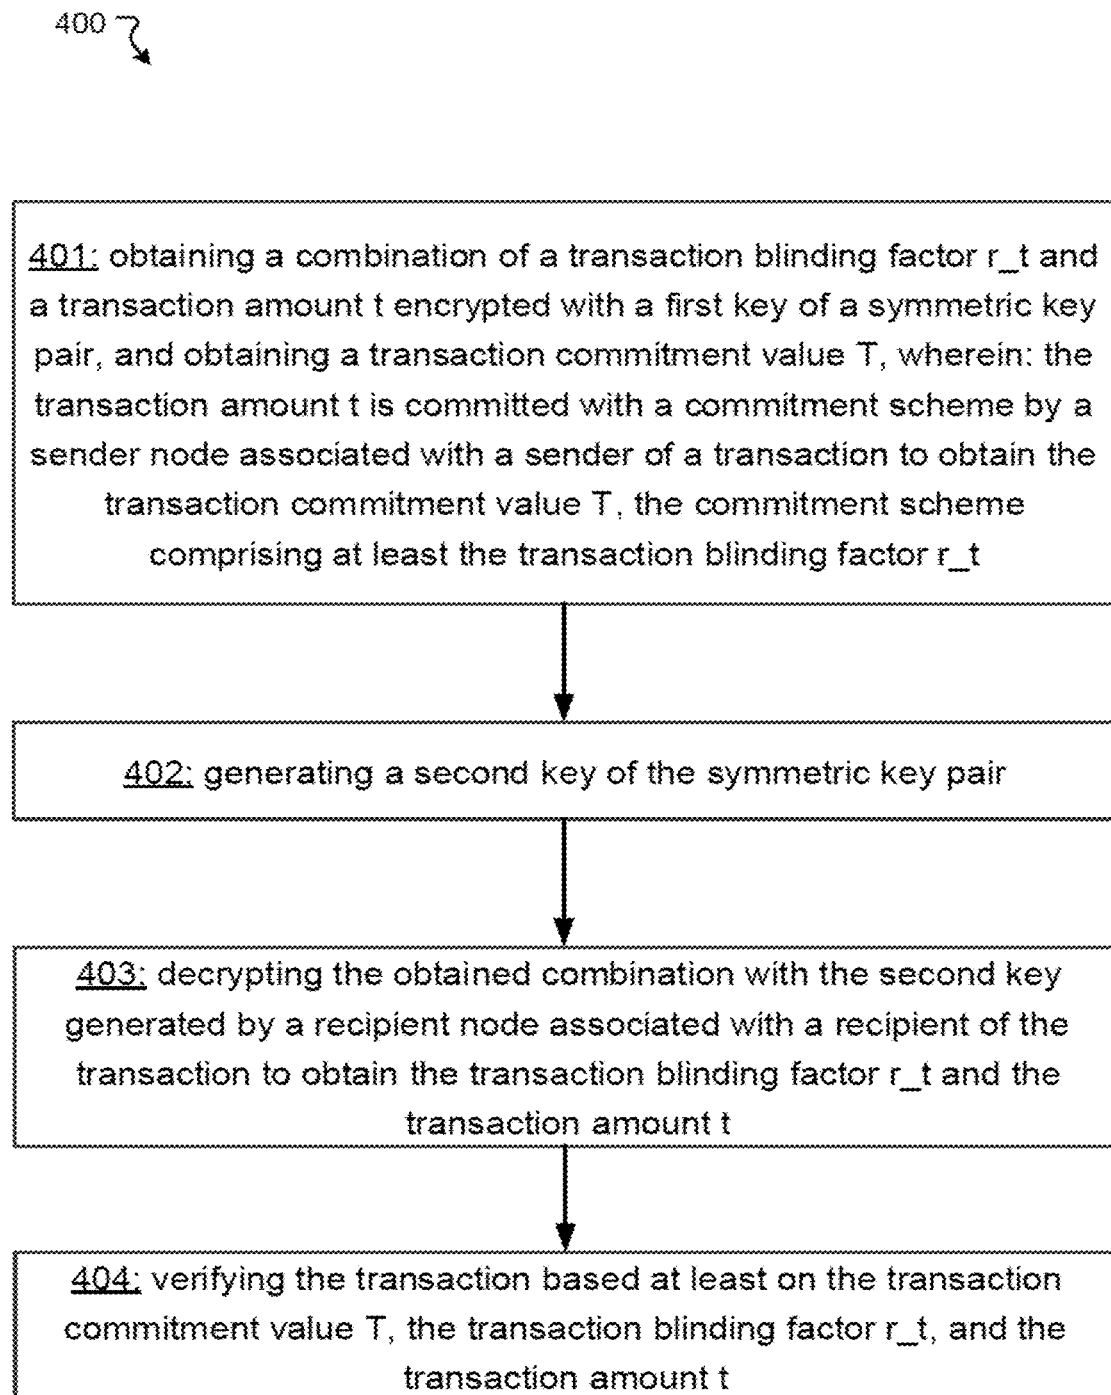 400
401: obtaining a combination of a transaction blinding factor r_t and
a transaction amount t encrypted with a first key of a symmetric key
pair, and obtaining a transaction commitment value T, wherein: the
transaction amount t is committed with a commitment scheme by a
sender node associated with a sender of a transaction to obtain the
transaction commitment value T, the commitment scheme
comprising at least the transaction blinding factor r_t
402: generating a second key of the symmetric key pair
403: decrypting the obtained combination with the second key
generated by a recipient node associated with a recipient of the
transaction to obtain the transaction blinding factor r_t and the
transaction amount t
404: verifying the transaction based at least on the transaction
commitment value T, the transaction blinding factor r_t, and the
transaction amount t